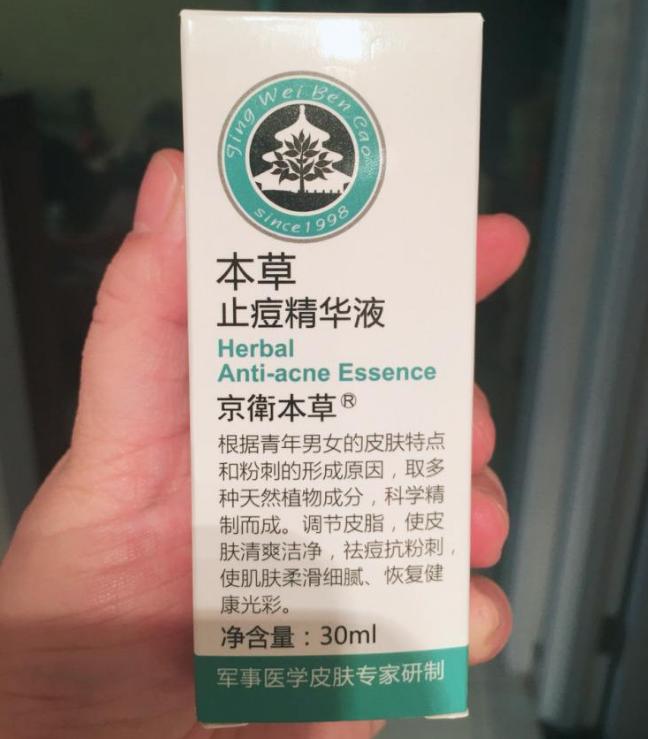 Jing Wei Ben Cao
since1998
本草
止痘精华液
Herbal
Anti-acne Essence
京衛本草®
根据青年男女的皮肤特点
和粉刺的形成原因，取多
种天然植物成分，科学精
制而成。调节皮脂，使皮
肤清爽洁净，祛痘抗粉刺，
使肌肤柔滑细腻、恢复健
康光彩。
净含量：30ml
军事医学皮肤专家研制